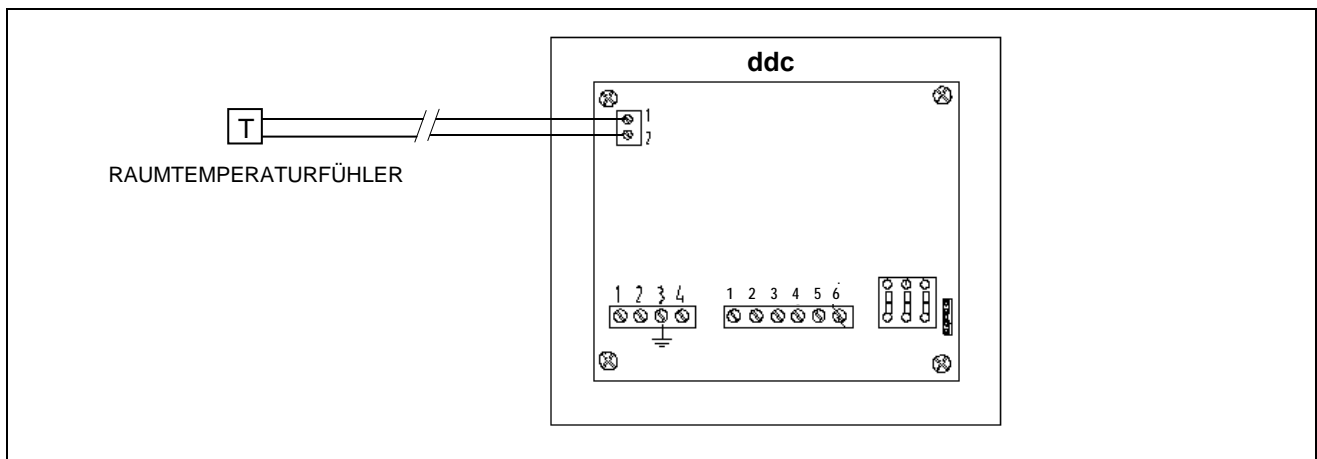 ddc
1
T
2
RAUMTEMPERATURFÜHLER
1 2 3 4 1 2 3 4 5 6